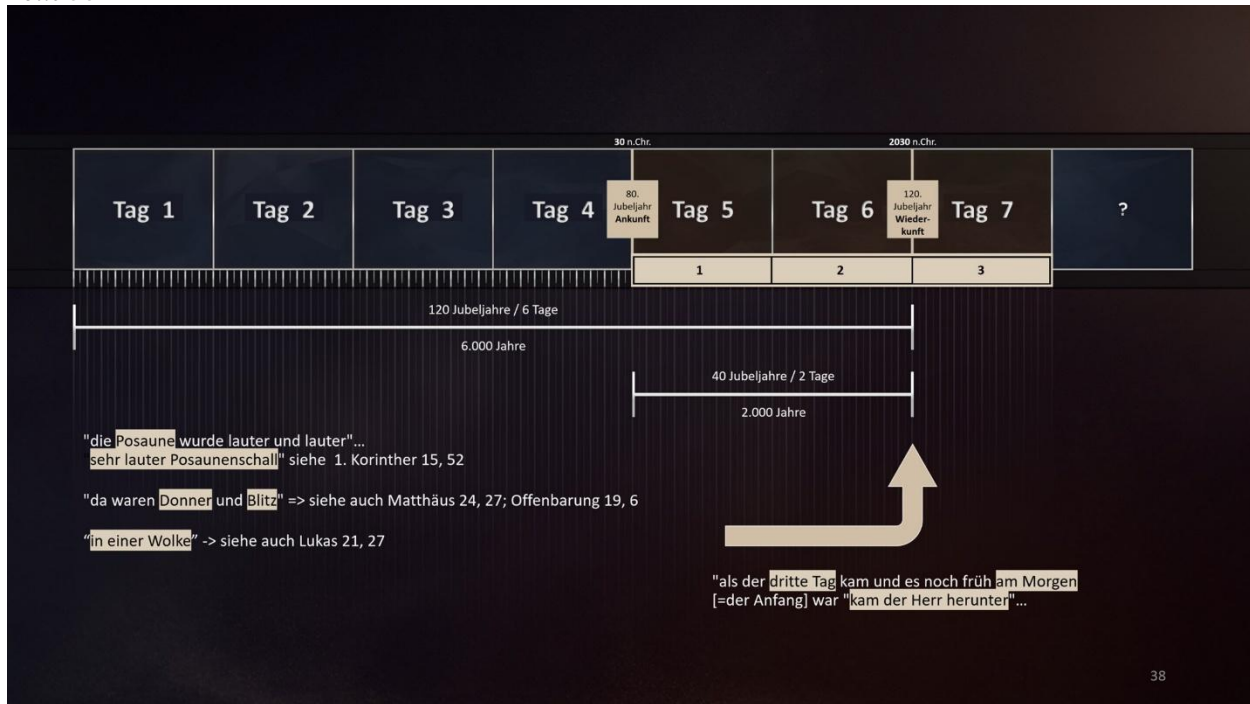 30 n.Chr.
2030 n.Chr.
Tag 1
Tag 2
Tag 3
Tag 4
80.
Jubeljahr
Ankunft
Tag 5
Tag 6
120.
Jubeljahr
Wieder-
kunft
Tag 7
?
1
2
3
120 Jubeljahre / 6 Tage
6.000 Jahre
40 Jubeljahre / 2 Tage
2.000 Jahre
"die Posaune wurde lauter und lauter"...
sehr lauter Posaunenschall" siehe 1. Korinther 15, 52
"da waren Donner und Blitz" => siehe auch Matthäus 24, 27; Offenbarung 19, 6
“in einer Wolke” -> siehe auch Lukas 21, 27
"als der dritte Tag kam und es noch früh am Morgen
[=der Anfang] war "kam der Herr herunter"...
38